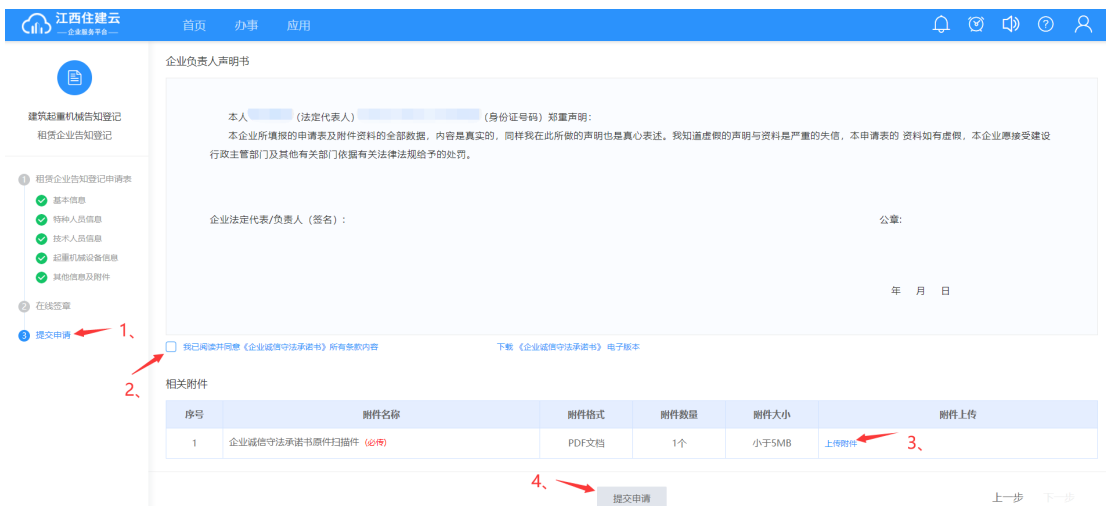 江西住建云
企业服务平台
首页 办事 应用
企业负责人声明书
建筑起重机械告知登记
租赁企业告知登记
1 租赁企业告知登记申请表
基本信息
特种人员信息
技术人员信息
起重机械设备信息
其他信息及附件
2 在线签章
3 提交申请
1、
本人 (法定代表人) (身份证号码) 郑重声明:
本企业所填报的申请表及附件资料的全部数据，内容是真实的，同样我在此所做的声明也是真心表述。我知道虚假的声明与资料是严重的失信，本申请表的 资料如有虚假，本企业愿接受建设
行政主管部门及其他有关部门依据有关法律法规给予的处罚。
企业法定代表/负责人（签名）:
公章:
年 月 日
我已阅读并同意《企业诚信守法承诺书》所有条款内容
下载 《企业诚信守法承诺书》 电子版本
2、
相关附件
序号 附件名称 附件格式 附件数量 附件大小 附件上传
1 企业诚信守法承诺书原件扫描件 (必传) PDF文档 1个 小于5MB 上传附件
3、
4、
提交申请
上一步 下一步